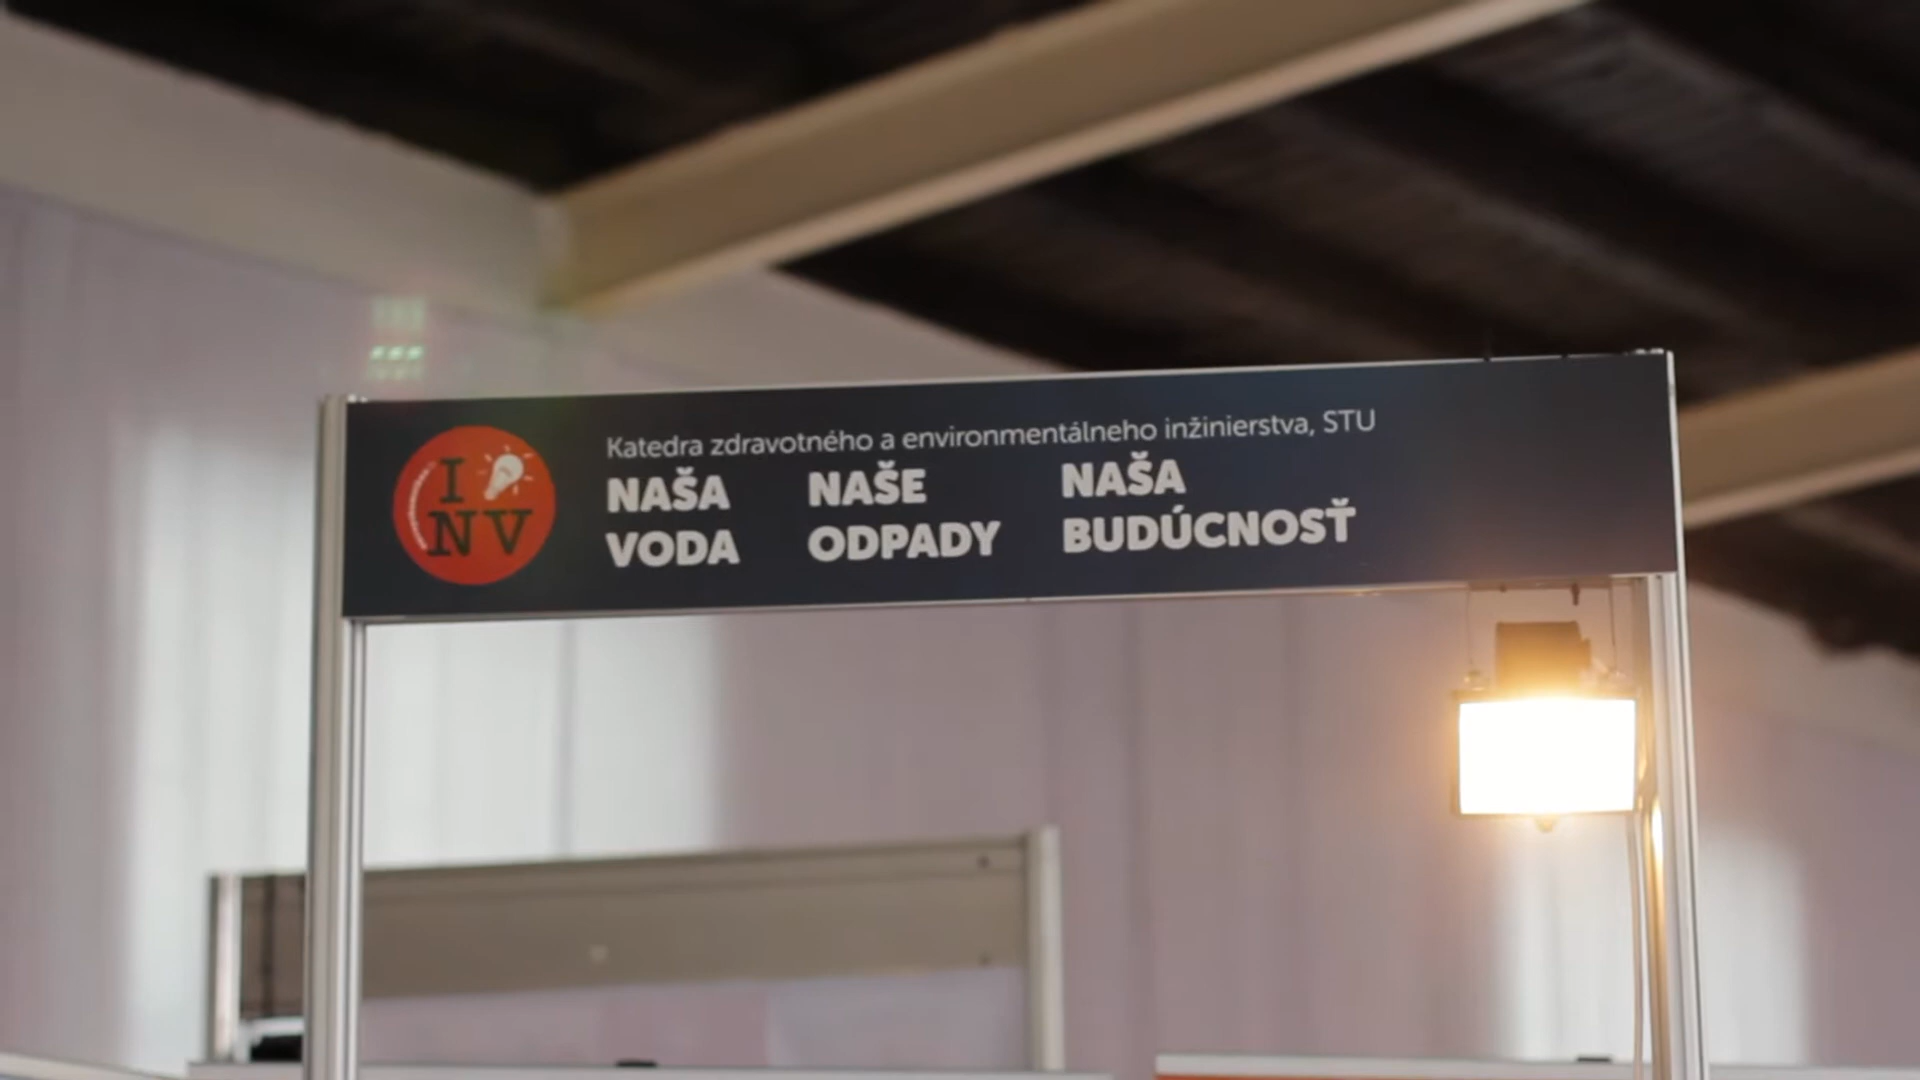 I
NV
Katedra zdravotného a environmentálneho inžinierstva, STU
NAŠA
VODA
NAŠE
ODPADY
NAŠA
BUDÚCNOSŤ